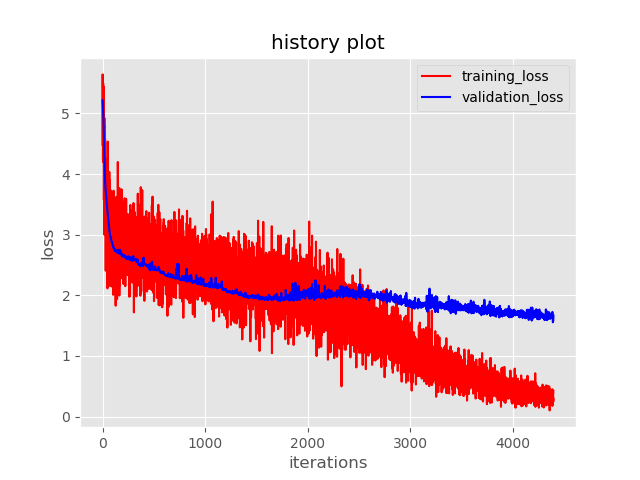 history plot
training_loss
validation_loss
loss
5
4
3
2
1
0
0 1000 2000 3000 4000
iterations